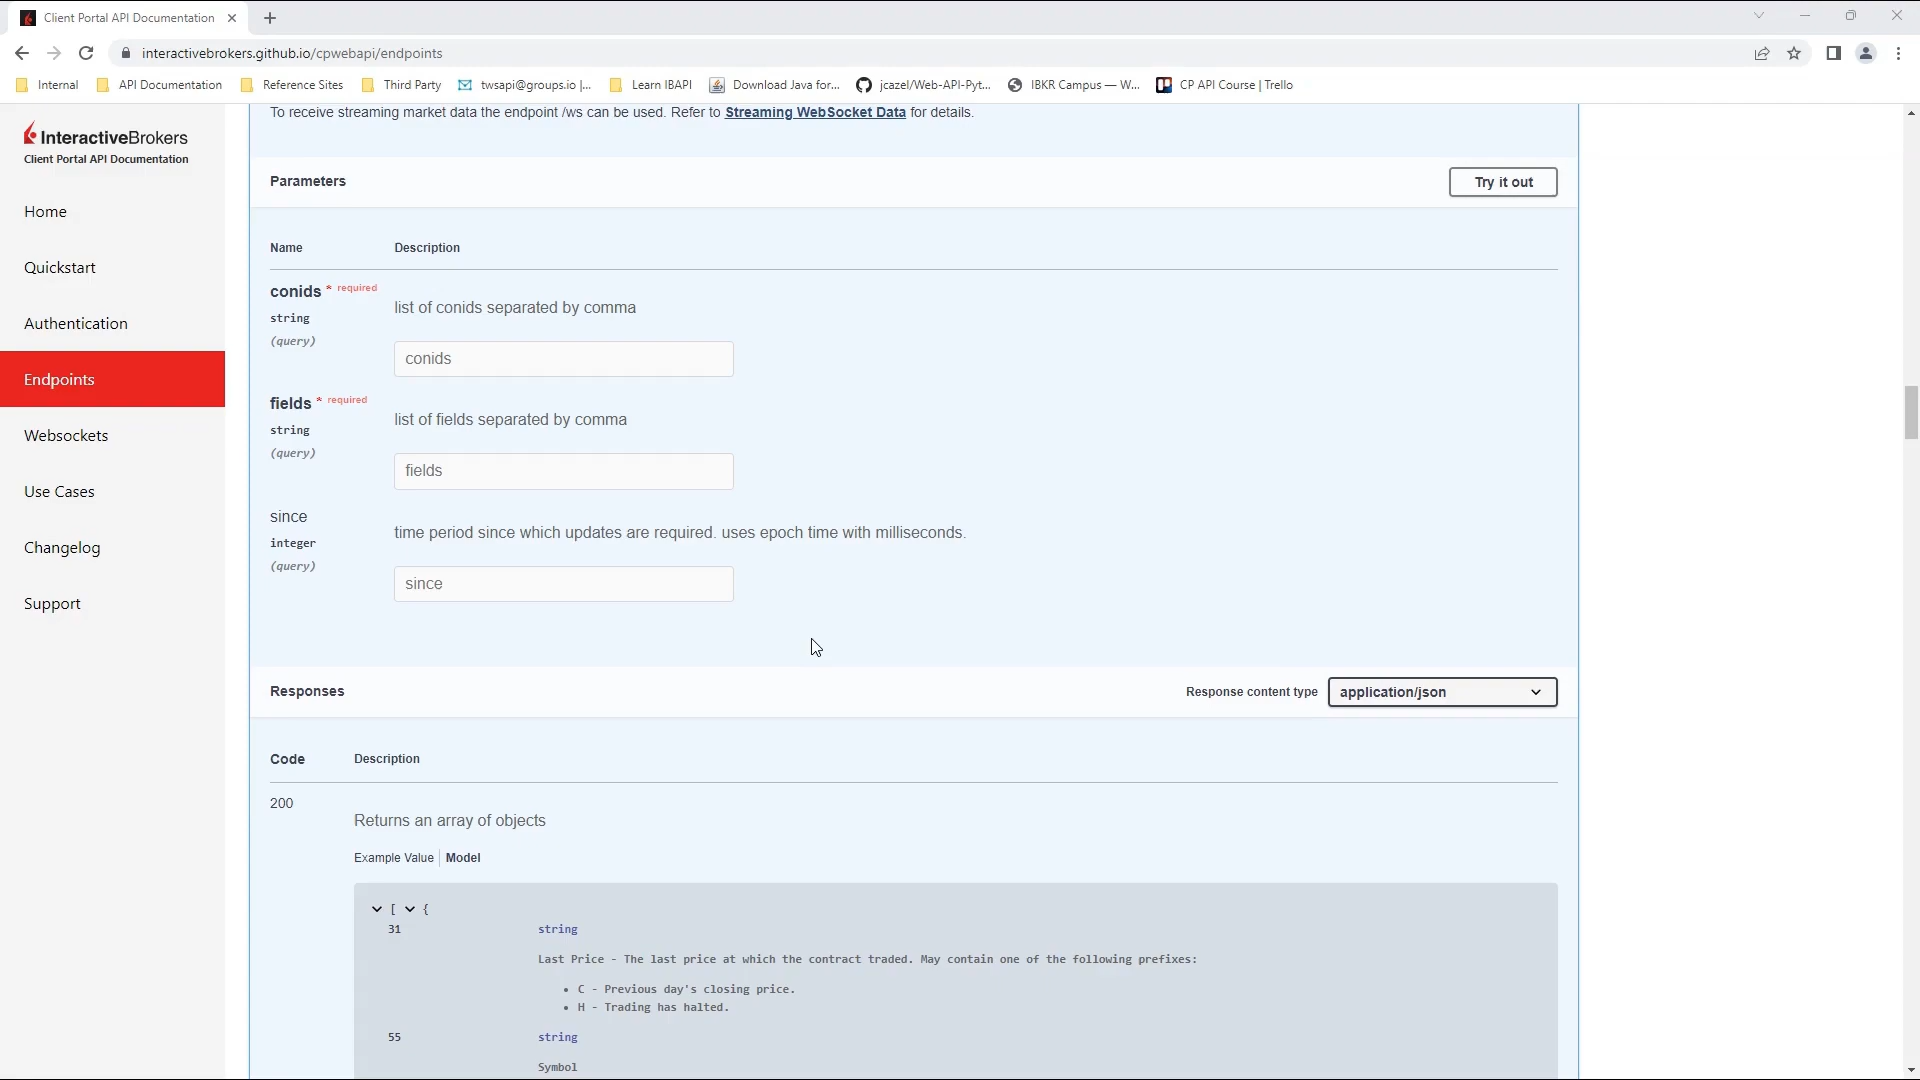 Client Portal API Documentation
interactivebrokers.github.io/cpwebapi/endpoints
Internal API Documentation Reference Sites Third Party twsapi@groups.io |... Learn IBAPI Download Java for... jcazel/Web-API-Pyt... IBKR Campus — W... CP API Course | Trello
InteractiveBrokers
Client Portal API Documentation
Home
Quickstart
Authentication
Endpoints
Websockets
Use Cases
Changelog
Support
To receive streaming market data the endpoint /ws can be used. Refer to Streaming WebSocket Data for details.
Parameters
Try it out
Name Description
conids * required
string
(query)
list of conids separated by comma
conids
fields * required
string
(query)
list of fields separated by comma
fields
since
integer
(query)
time period since which updates are required. uses epoch time with milliseconds.
since
Responses
Response content type application/json
Code Description
200
Returns an array of objects
Example Value Model
[ {
31 string
Last Price - The last price at which the contract traded. May contain one of the following prefixes:
• C - Previous day's closing price.
• H - Trading has halted.
55 string
Symbol